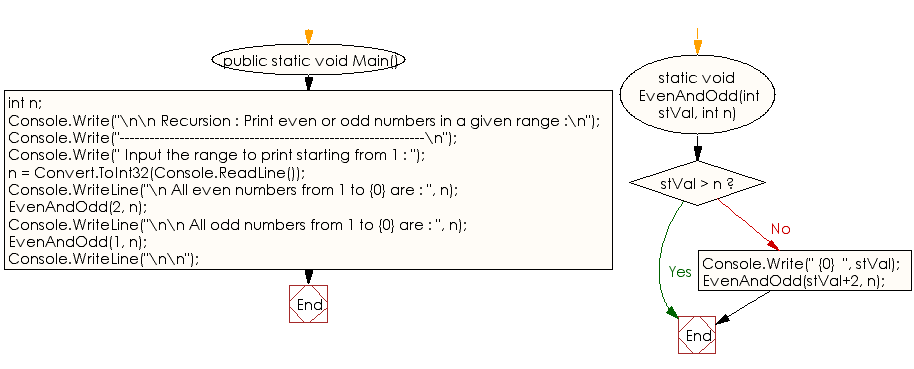 public static void Main()
int n;
Console.Write("\n\n Recursion : Print even or odd numbers in a given range :\n");
Console.Write("-------------------------------------------------------------\n");
Console.Write(" Input the range to print starting from 1 : ");
n = Convert.ToInt32(Console.ReadLine());
Console.WriteLine("\n All even numbers from 1 to {0} are : ", n);
EvenAndOdd(2, n);
Console.WriteLine("\n\n All odd numbers from 1 to {0} are : ", n);
EvenAndOdd(1, n);
Console.WriteLine("\n\n");
End
static void
EvenAndOdd(int
stVal, int n)
stVal > n ?
No
Yes
Console.Write(" {0}  ", stVal);
EvenAndOdd(stVal+2, n);
End